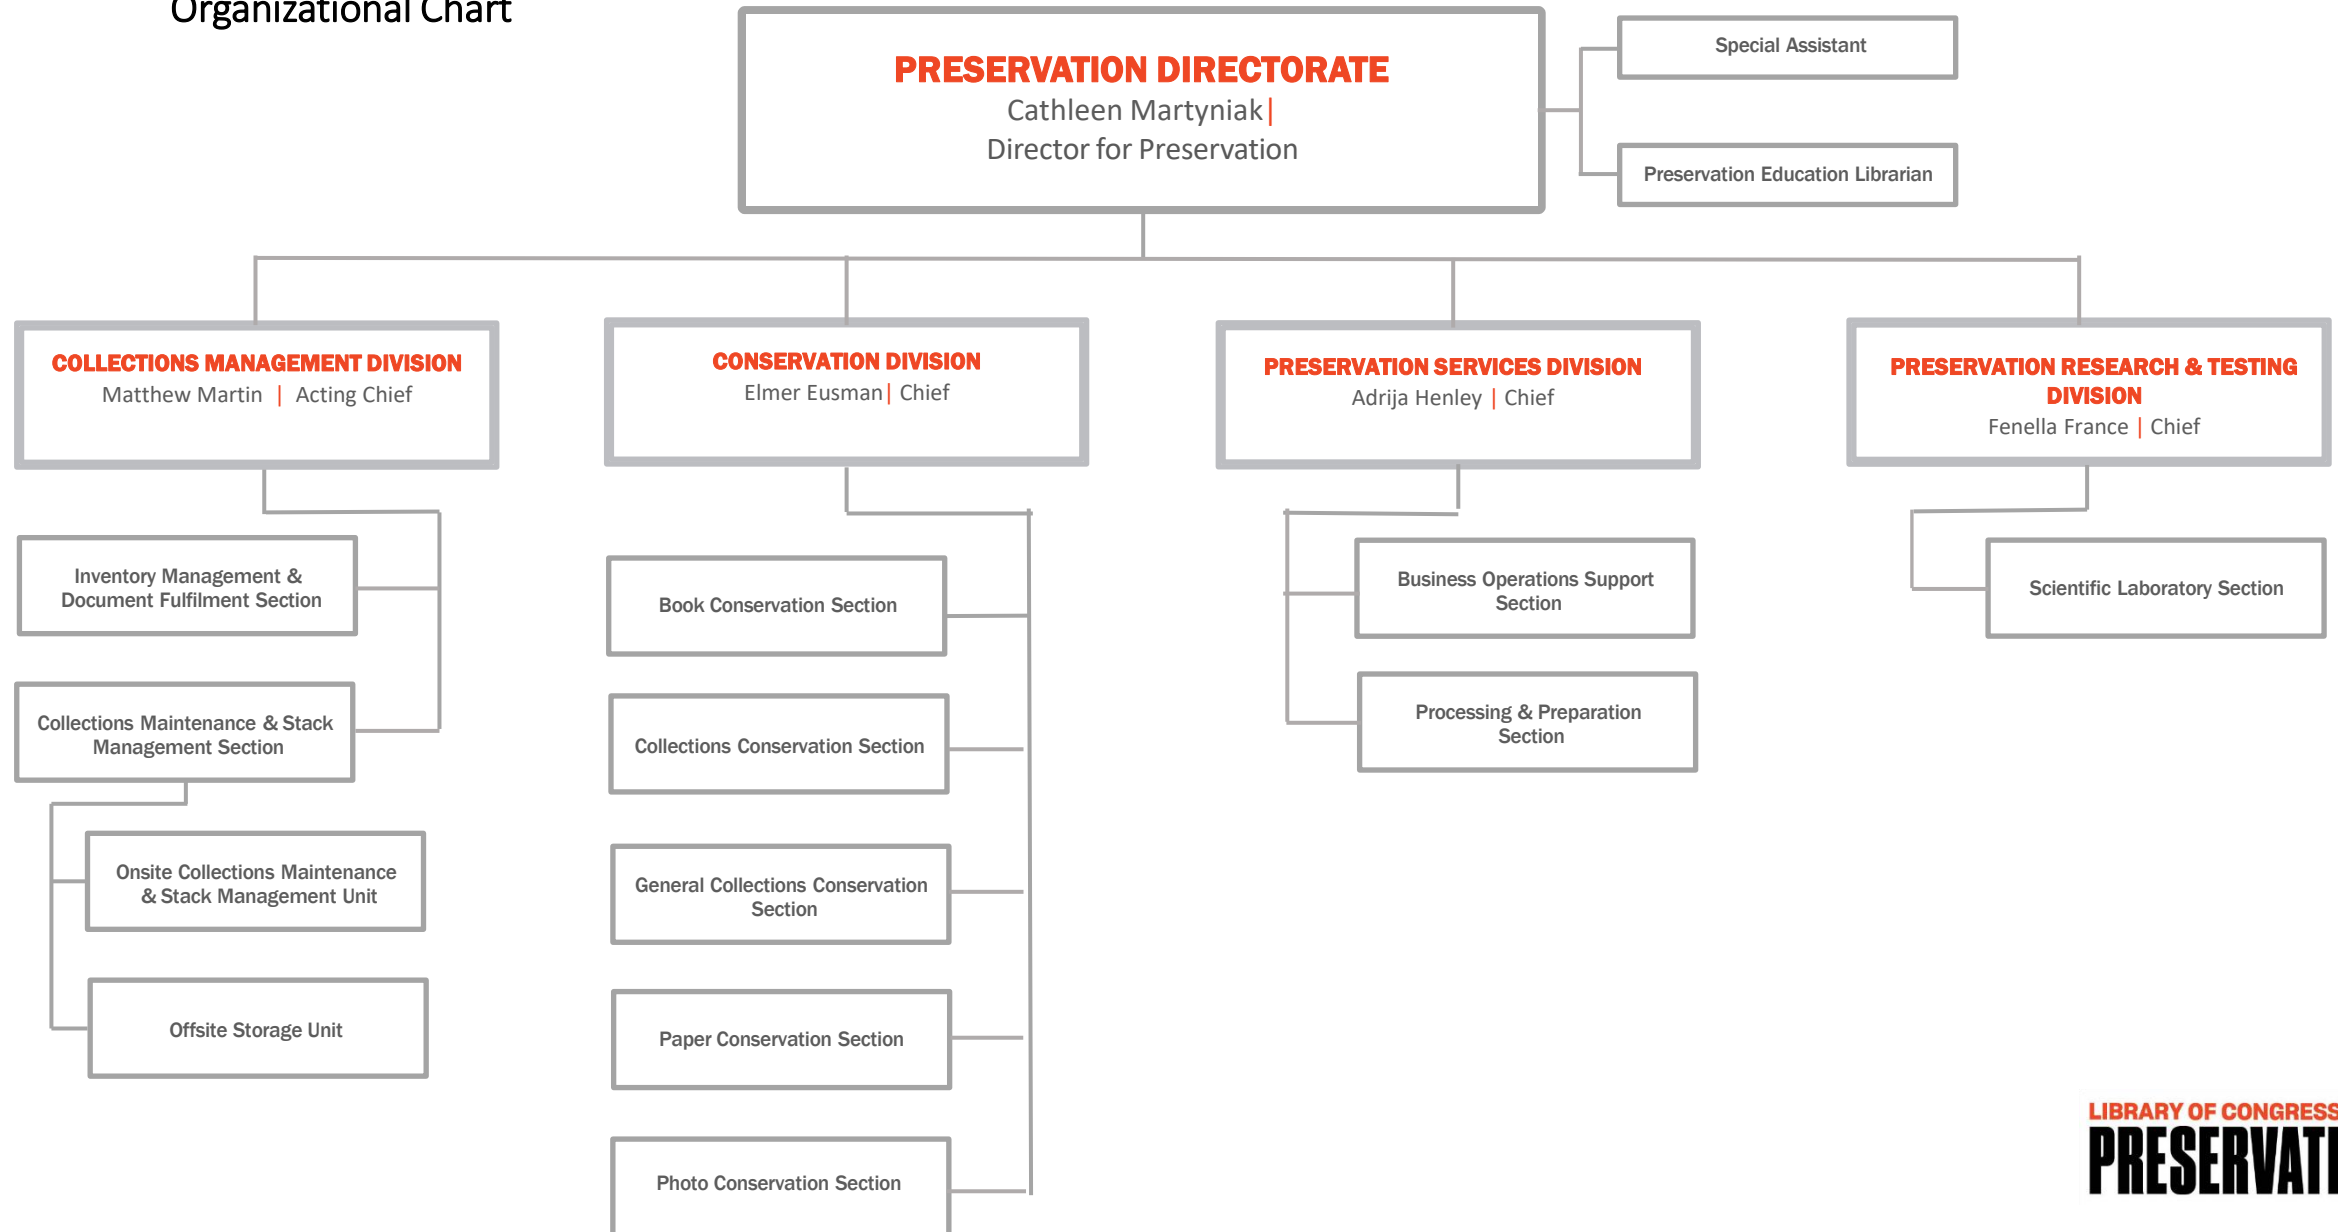 Organizational Chart
PRESERVATION DIRECTORATE
Cathleen Martyniak|
Director for Preservation
Special Assistant
Preservation Education Librarian
COLLECTIONS MANAGEMENT DIVISION
Matthew Martin | Acting Chief
Inventory Management &
Document Fulfilment Section
Collections Maintenance & Stack
Management Section
Onsite Collections Maintenance
& Stack Management Unit
Offsite Storage Unit
CONSERVATION DIVISION
Elmer Eusman| Chief
Book Conservation Section
Collections Conservation Section
General Collections Conservation
Section
Paper Conservation Section
Photo Conservation Section
PRESERVATION SERVICES DIVISION
Adrija Henley | Chief
Business Operations Support
Section
Processing & Preparation
Section
PRESERVATION RESEARCH & TESTING
DIVISION
Fenella France | Chief
Scientific Laboratory Section
LIBRARY OF CONGRESS
PRESERVATI